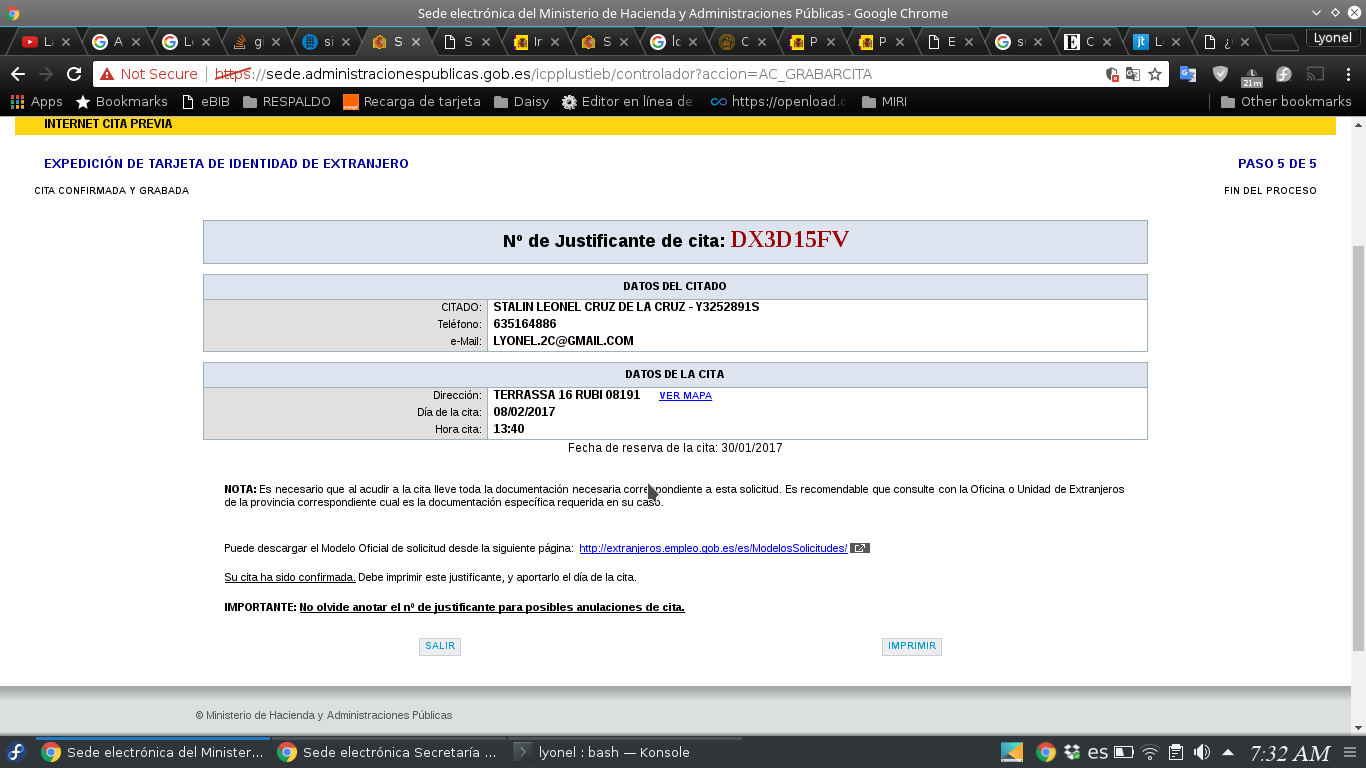 Sede electrónica del Ministerio de Hacienda y Administraciones Públicas - Google Chrome
La
A
Lo
gi
si
S
S
Ir
S
lo
C
P
P
E
su
C
L
¿
Lyonel
Not Secure https://sede.administracionespublicas.gob.es/icpplustieb/controlador?accion=AC_GRABARCITA
21m
Apps Bookmarks eBIB RESPALDO Recarga de tarjeta Daisy Editor en línea de https://openload. MIRI Other bookmarks
INTERNET CITA PREVIA
EXPEDICIÓN DE TARJETA DE IDENTIDAD DE EXTRANJERO PASO 5 DE 5
CITA CONFIRMADA Y GRABADA FIN DEL PROCESO
Nº de Justificante de cita: DX3D15FV
DATOS DEL CITADO
CITADO: STALIN LEONEL CRUZ DE LA CRUZ - Y3252891S
Teléfono: 635164886
e-Mail: LYONEL.2C@GMAIL.COM
DATOS DE LA CITA
Dirección: TERRASSA 16 RUBI 08191 VER MAPA
Día de la cita: 08/02/2017
Hora cita: 13:40
Fecha de reserva de la cita: 30/01/2017
NOTA: Es necesario que al acudir a la cita lleve toda la documentación necesaria correspondiente a esta solicitud. Es recomendable que consulte con la Oficina o Unidad de Extranjeros
de la provincia correspondiente cual es la documentación específica requerida en su caso.
Puede descargar el Modelo Oficial de solicitud desde la siguiente página: http://extranjeros.empleo.gob.es/es/ModelosSolicitudes/
Su cita ha sido confirmada. Debe imprimir este justificante, y aportarlo el día de la cita.
IMPORTANTE: No olvide anotar el nº de justificante para posibles anulaciones de cita.
SALIR IMPRIMIR
© Ministerio de Hacienda y Administraciones Públicas
Sede electrónica del Minister... Sede electrónica Secretaría ... lyonel : bash — Konsole es 7:32 AM